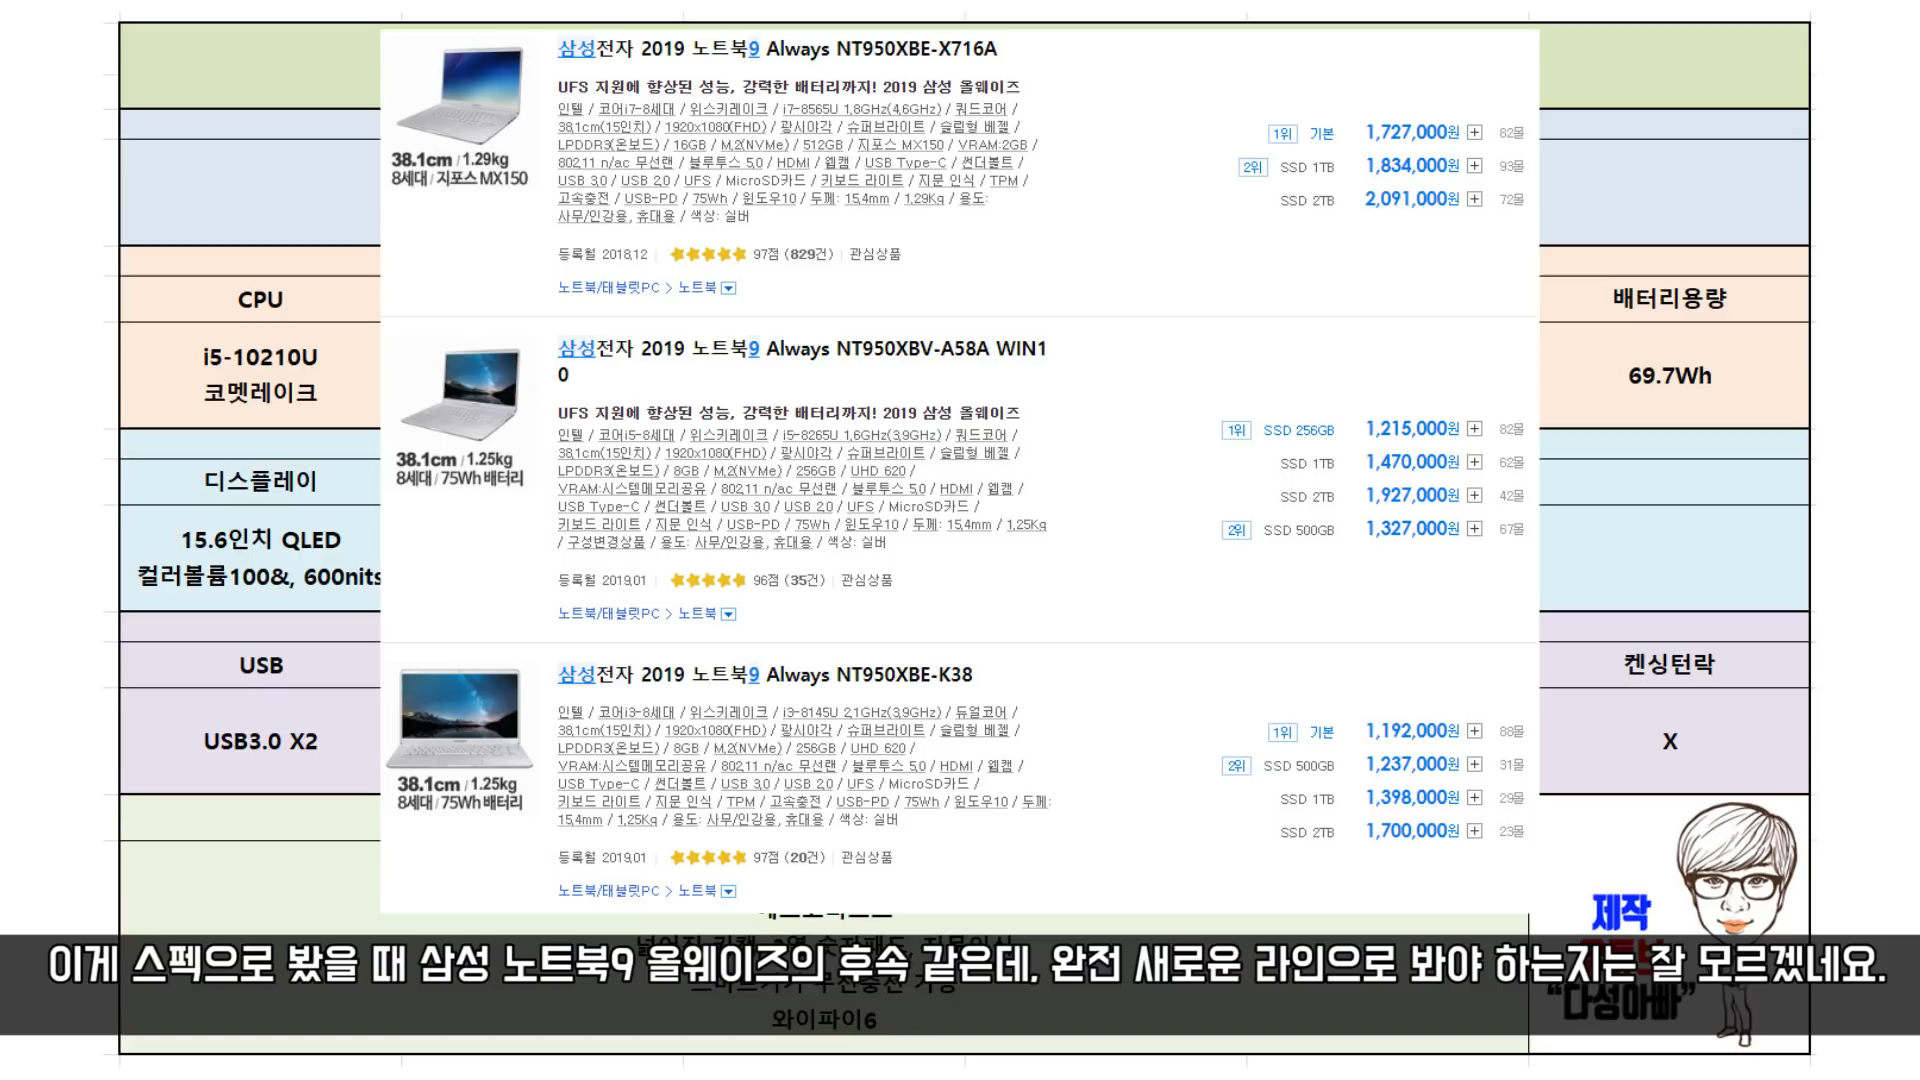 삼성전자 2019 노트북9 Always NT950XBE-X716A
UFS 지원에 향상된 성능, 강력한 배터리까지! 2019 삼성 올웨이즈
인텔 / 코어i7-8세대 / 위스키레이크 / i7-8565U 1.8GHz(4.6GHz) / 쿼드코어 /
38.1cm(15인치) / 1920x1080(FHD) / 광시야각 / 슈퍼브라이트 / 슬림형 베젤 /
LPDDR3(온보드) / 16GB / M.2(NVMe) / 512GB / 지포스 MX150 / VRAM:2GB /
802.11 n/ac 무선랜 / 블루투스 5.0 / HDMI / 웹캠 / USB Type-C / 썬더볼트 /
USB 3.0 / USB 2.0 / UFS / MicroSD카드 / 키보드 라이트 / 지문 인식 / TPM /
고속충전 / USB-PD / 75Wh / 윈도우10 / 두께: 15.4mm / 1.29Kg / 용도:
사무/인강용, 휴대용 / 색상: 실버
38.1cm / 1.29kg
8세대 / 지포스 MX150
1위 기본 1,727,000원 82몰
2위 SSD 1TB 1,834,000원 93몰
SSD 2TB 2,091,000원 72몰
등록월 2018.12 97점 (829건) 관심상품
노트북/태블릿PC > 노트북
삼성전자 2019 노트북9 Always NT950XBV-A58A WIN1
0
UFS 지원에 향상된 성능, 강력한 배터리까지! 2019 삼성 올웨이즈
인텔 / 코어i5-8세대 / 위스키레이크 / i5-8265U 1.6GHz(3.9GHz) / 쿼드코어 /
38.1cm(15인치) / 1920x1080(FHD) / 광시야각 / 슈퍼브라이트 / 슬림형 베젤 /
LPDDR3(온보드) / 8GB / M.2(NVMe) / 256GB / UHD 620 /
VRAM:시스템메모리공유 / 802.11 n/ac 무선랜 / 블루투스 5.0 / HDMI / 웹캠 /
USB Type-C / 썬더볼트 / USB 3.0 / USB 2.0 / UFS / MicroSD카드 /
키보드 라이트 / 지문 인식 / USB-PD / 75Wh / 윈도우10 / 두께: 15.4mm / 1.25Kg
/ 구성변경상품 / 용도: 사무/인강용, 휴대용 / 색상: 실버
38.1cm / 1.25kg
8세대 / 75Wh 배터리
1위 SSD 256GB 1,215,000원 82몰
SSD 1TB 1,470,000원 62몰
SSD 2TB 1,927,000원 42몰
2위 SSD 500GB 1,327,000원 67몰
등록월 2019.01 96점 (35건) 관심상품
노트북/태블릿PC > 노트북
삼성전자 2019 노트북9 Always NT950XBE-K38
인텔 / 코어i3-8세대 / 위스키레이크 / i3-8145U 2.1GHz(3.9GHz) / 듀얼코어 /
38.1cm(15인치) / 1920x1080(FHD) / 광시야각 / 슈퍼브라이트 / 슬림형 베젤 /
LPDDR3(온보드) / 8GB / M.2(NVMe) / 256GB / UHD 620 /
VRAM:시스템메모리공유 / 802.11 n/ac 무선랜 / 블루투스 5.0 / HDMI / 웹캠 /
USB Type-C / 썬더볼트 / USB 3.0 / USB 2.0 / UFS / MicroSD카드 /
키보드 라이트 / 지문 인식 / TPM / 고속충전 / USB-PD / 75Wh / 윈도우10 / 두께:
15.4mm / 1.25Kg / 용도: 사무/인강용, 휴대용 / 색상: 실버
38.1cm / 1.25kg
8세대 / 75Wh 배터리
1위 기본 1,192,000원 88몰
2위 SSD 500GB 1,237,000원 31몰
SSD 1TB 1,398,000원 29몰
SSD 2TB 1,700,000원 23몰
등록월 2019.01 97점 (20건) 관심상품
노트북/태블릿PC > 노트북
CPU
i5-10210U
코멧레이크
디스플레이
15.6인치 QLED
컬러볼륨100&, 600nits
USB
USB3.0 X2
배터리용량
69.7Wh
켄싱턴락
X
제작
이게 스펙으로 봤을 때 삼성 노트북9 올웨이즈의 후속 같은데, 완전 새로운 라인으로 봐야 하는지는 잘 모르겠네요.
와이파이6
"다성아빠"